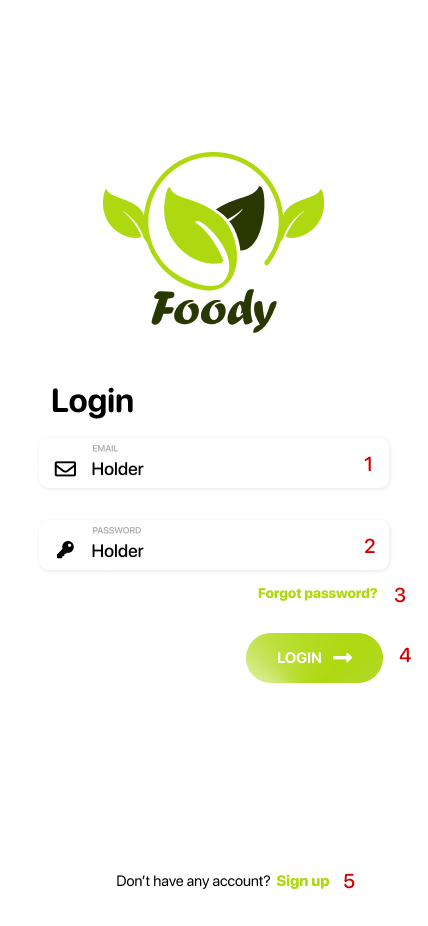 Foody
Login
EMAIL
Holder 1
PASSWORD
Holder 2
Forgot password? 3
LOGIN 4
Don't have any account? Sign up 5